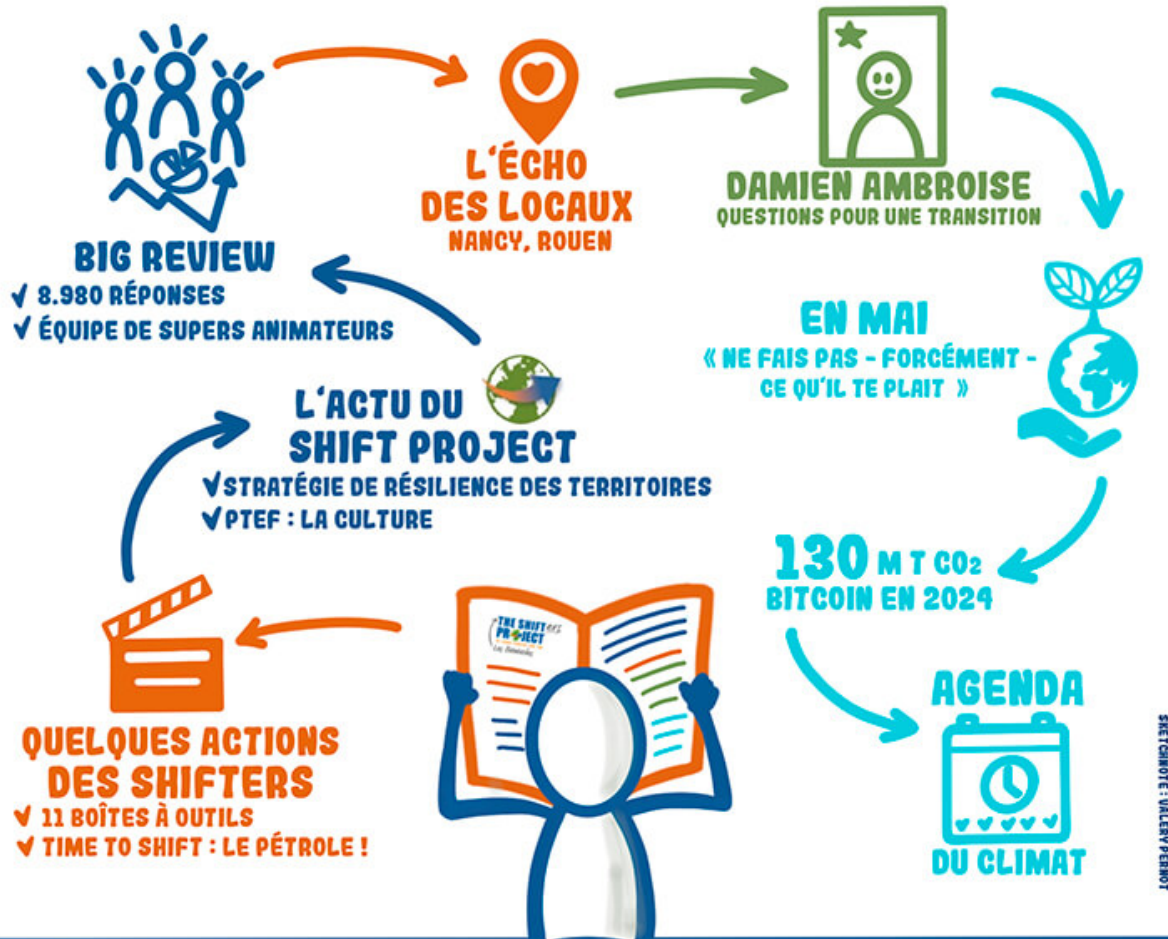 BIG REVIEW
√ 8.980 RÉPONSES
√ ÉQUIPE DE SUPERS ANIMATEURS
L'ÉCHO
DES LOCAUX
NANCY, ROUEN
DAMIEN AMBROISE
QUESTIONS POUR UNE TRANSITION
EN MAI
« NE FAIS PAS - FORCÉMENT -
CE QU'IL TE PLAIT »
L'ACTU DU
SHIFT PROJECT
√ STRATÉGIE DE RÉSILIENCE DES TERRITOIRES
√ PTEF : LA CULTURE
130 M T CO₂
BITCOIN EN 2024
QUELQUES ACTIONS
DES SHIFTERS
√ 11 BOÎTES À OUTILS
√ TIME TO SHIFT : LE PÉTROLE !
THE SHIFTers
PROJECT
AGENDA
DU CLIMAT
SKETCHNOTE : VALERY PERNOT